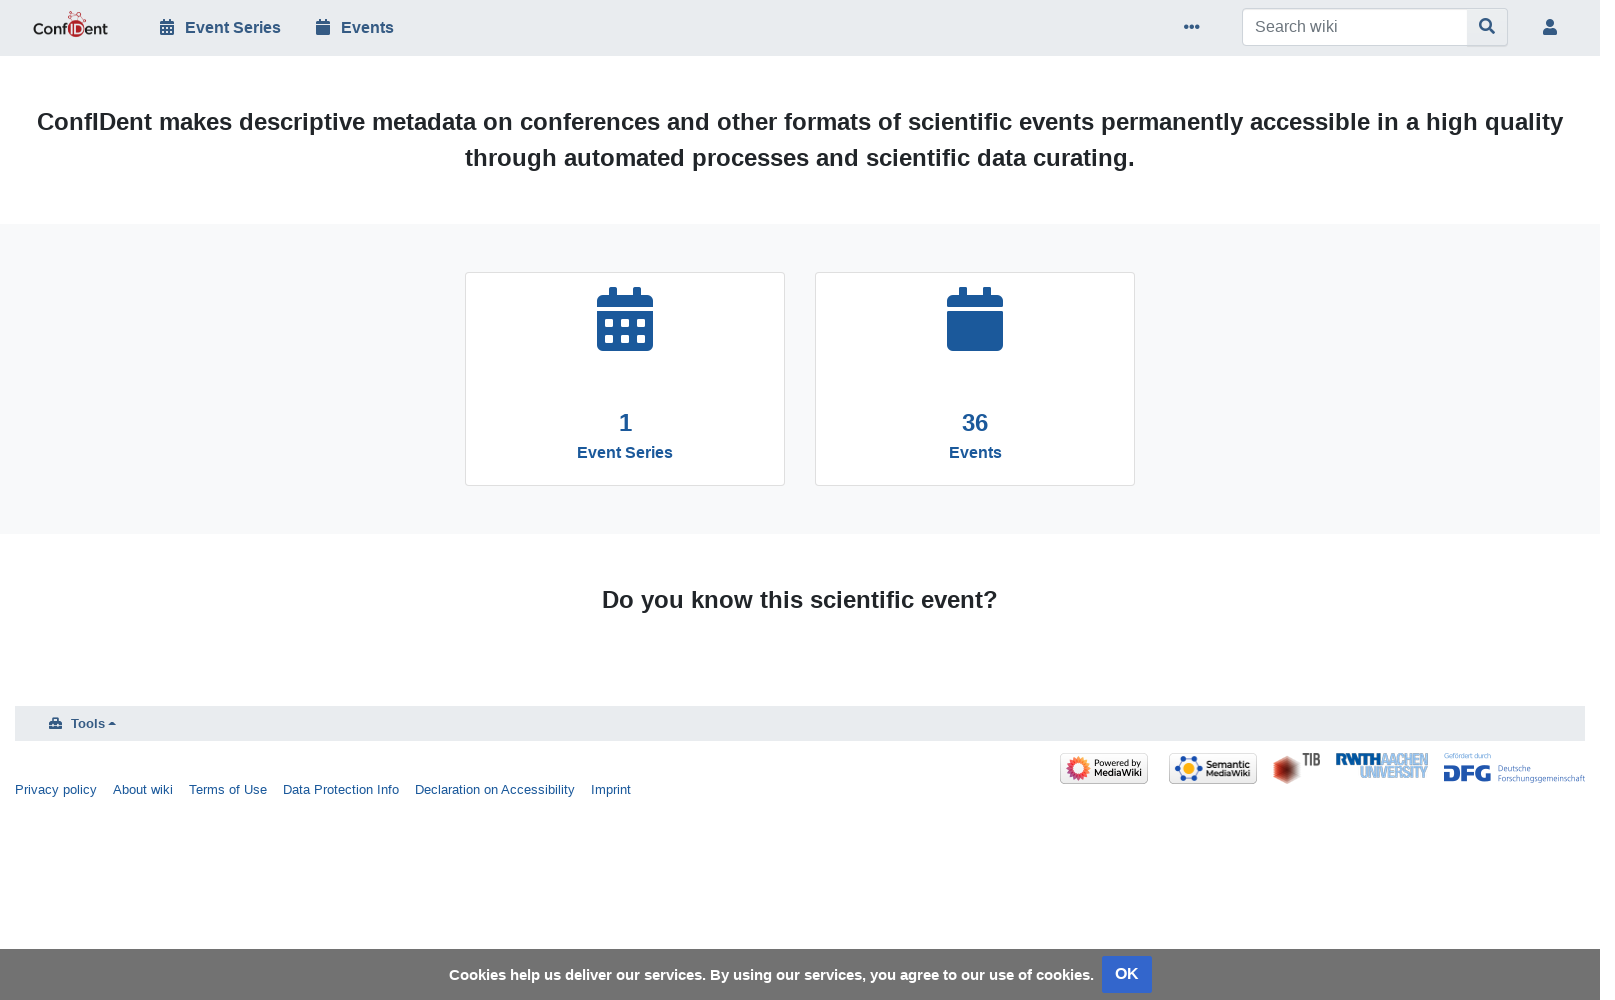 ConfIDent
Event Series
Events
Search wiki
ConfIDent makes descriptive metadata on conferences and other formats of scientific events permanently accessible in a high quality
through automated processes and scientific data curating.
1
Event Series
36
Events
Do you know this scientific event?
Tools
Powered by
MediaWiki
Semantic
MediaWiki
TIB
RWTHAACHEN
UNIVERSITY
Gefördert durch
DFG
Deutsche
Forschungsgemeinschaft
Privacy policy
About wiki
Terms of Use
Data Protection Info
Declaration on Accessibility
Imprint
Cookies help us deliver our services. By using our services, you agree to our use of cookies.
OK